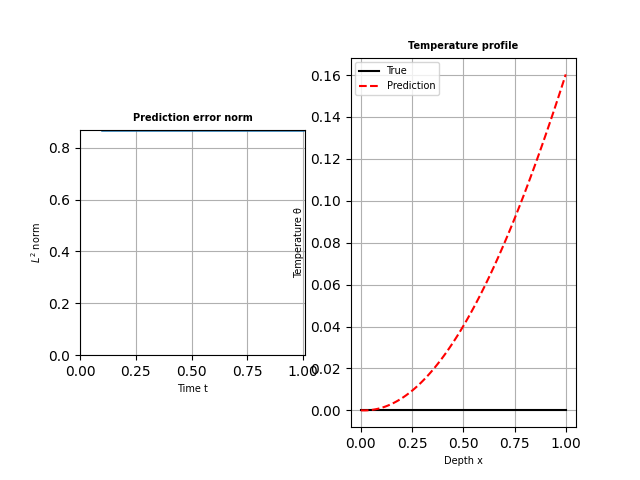 Prediction error norm
L² norm
0.8
0.6
0.4
0.2
0.0
0.00 0.25 0.50 0.75 1.00
Time t
Temperature profile
True
Prediction
Temperature θ
0.16
0.14
0.12
0.10
0.08
0.06
0.04
0.02
0.00
0.00 0.25 0.50 0.75 1.00
Depth x